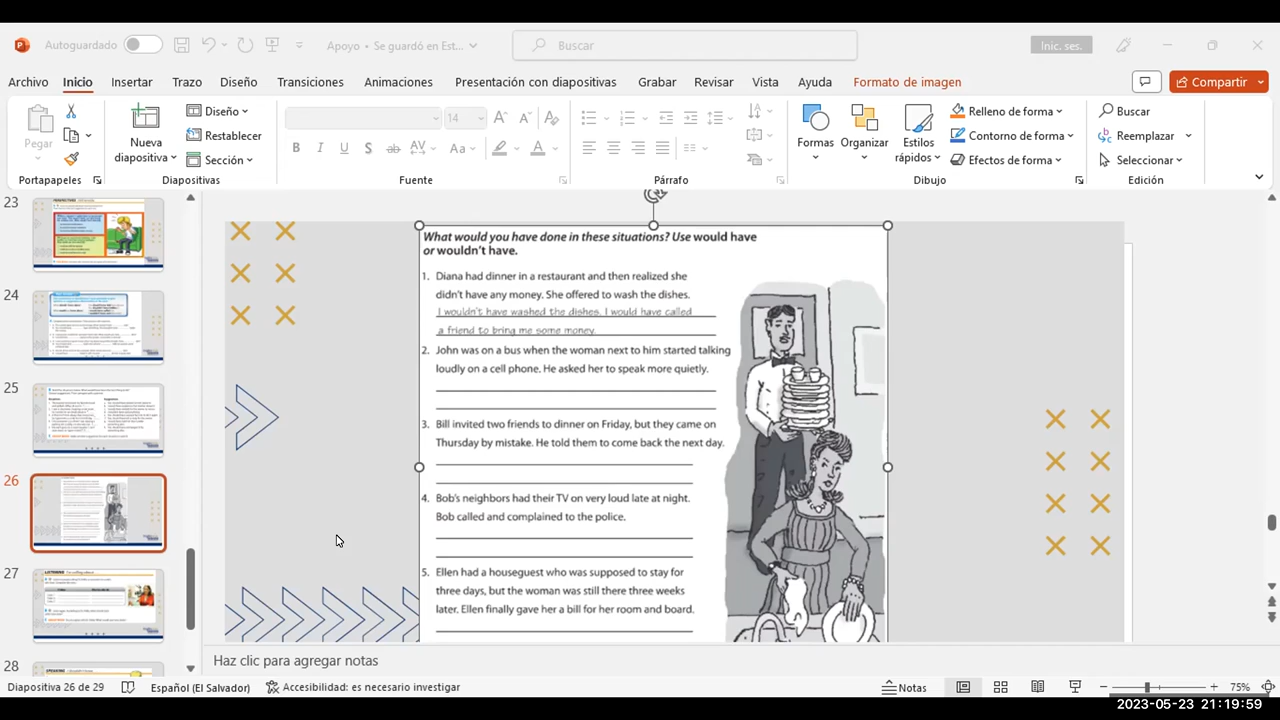 Autoguardado
Apoyo • Se guardó en Est...
Buscar
Inic. ses.
Archivo
Inicio
Insertar
Trazo
Diseño
Transiciones
Animaciones
Presentación con diapositivas
Grabar
Revisar
Vista
Ayuda
Formato de imagen
Compartir
Pegar
Nueva
diapositiva
Diseño
Restablecer
Sección
14
Aa
Formas
Organizar
Estilos
rápidos
Relleno de forma
Contorno de forma
Efectos de forma
Buscar
Reemplazar
Seleccionar
Portapapeles
Diapositivas
Fuente
Párrafo
Dibujo
Edición
23
24
25
26
27
28
What would you have done in these situations? Use would have
or wouldn't have.
1. Diana had dinner in a restaurant and then realized she
didn't have any money. She offered to wash the dishes.
I wouldn't have washed the dishes. I would have called
a friend to bring me some money.
2. John was on a bus when the woman next to him started talking
loudly on a cell phone. He asked her to speak more quietly.
3. Bill invited two friends to dinner on Friday, but they came on
Thursday by mistake. He told them to come back the next day.
4. Bob's neighbors had their TV on very loud late at night.
Bob called and complained to the police.
5. Ellen had a houseguest who was supposed to stay for
three days, but the woman was still there three weeks
later. Ellen finally gave her a bill for her room and board.
Haz clic para agregar notas
Diapositiva 26 de 29
Español (El Salvador)
Accesibilidad: es necesario investigar
Notas
75%
2023-05-23 21:19:59